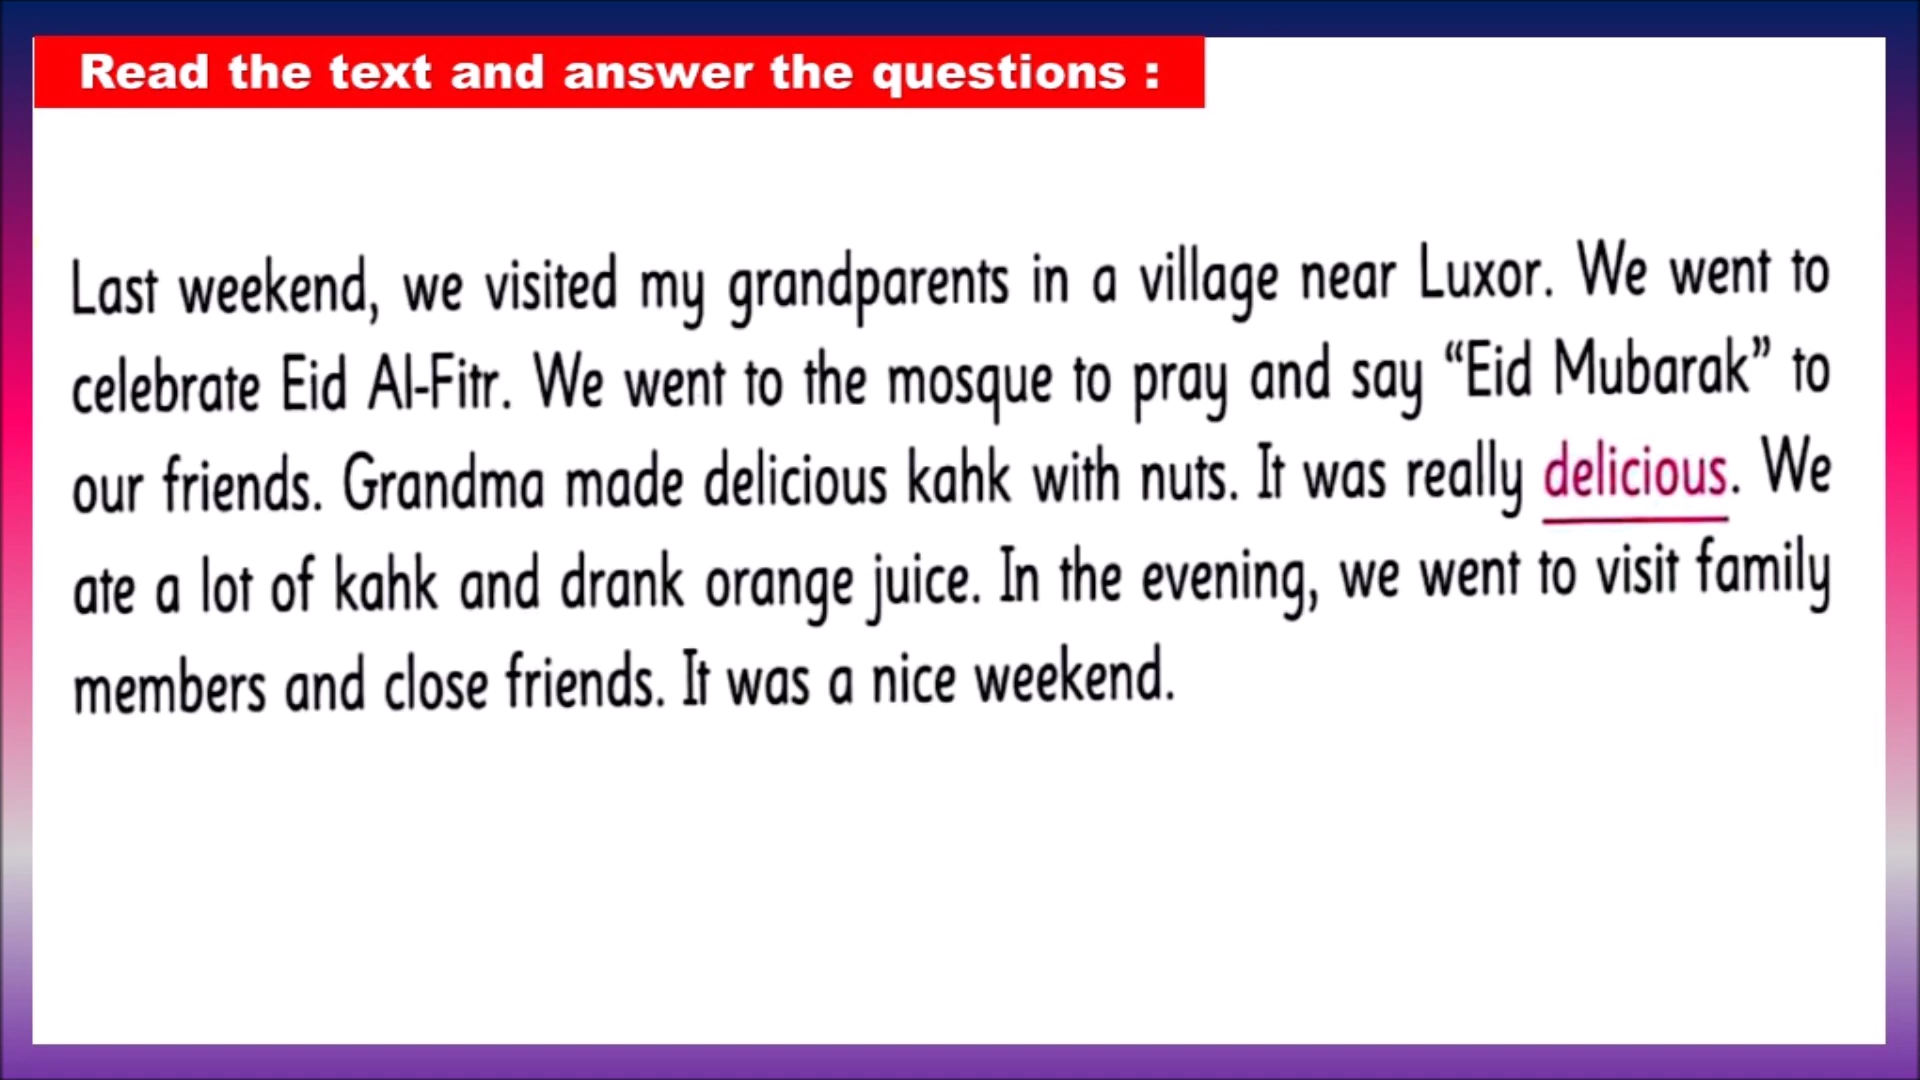 Read the text and answer the questions :
Last weekend, we visited my grandparents in a village near Luxor. We went to
celebrate Eid Al-Fitr. We went to the mosque to pray and say “Eid Mubarak” to
our friends. Grandma made delicious kahk with nuts. It was really delicious. We
ate a lot of kahk and drank orange juice. In the evening, we went to visit family
members and close friends. It was a nice weekend.